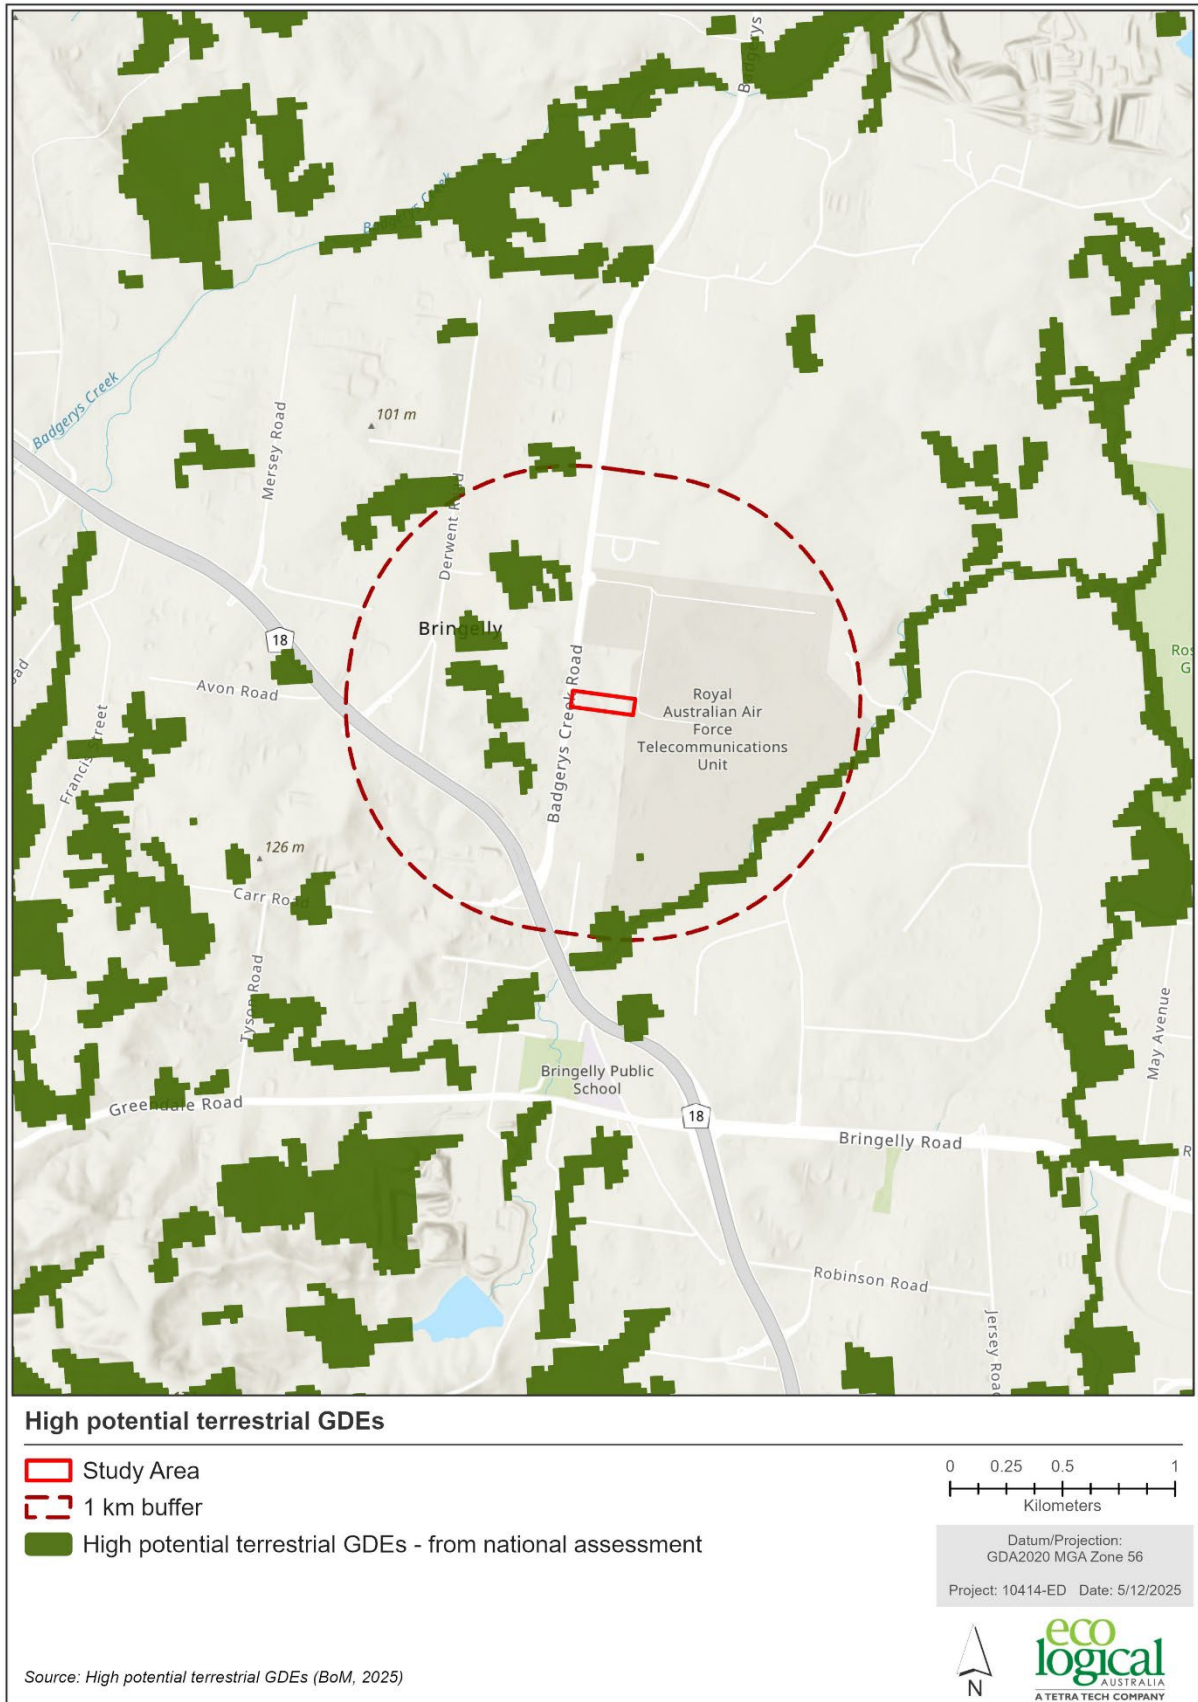 Badgerys
Badgerys Creek
Badgerys Creek
101 m
Mersey Road
Derwent Road
18
Bringelly
Avon Road
Badgerys Creek Road
Royal
Australian Air
Force
Telecommunications
Unit
Ros
G
oad
Francis Street
126 m
Carr Road
Tyson Road
May Avenue
Bringelly Public
School
Greendale Road
18
Bringelly Road
R
Robinson Road
Jersey Road
High potential terrestrial GDEs
Study Area
1 km buffer
High potential terrestrial GDEs - from national assessment
0 0.25 0.5 1
Kilometers
Datum/Projection:
GDA2020 MGA Zone 56
Project: 10414-ED Date: 5/12/2025
Source: High potential terrestrial GDEs (BoM, 2025)
N
eco
logical
AUSTRALIA
A TETRA TECH COMPANY